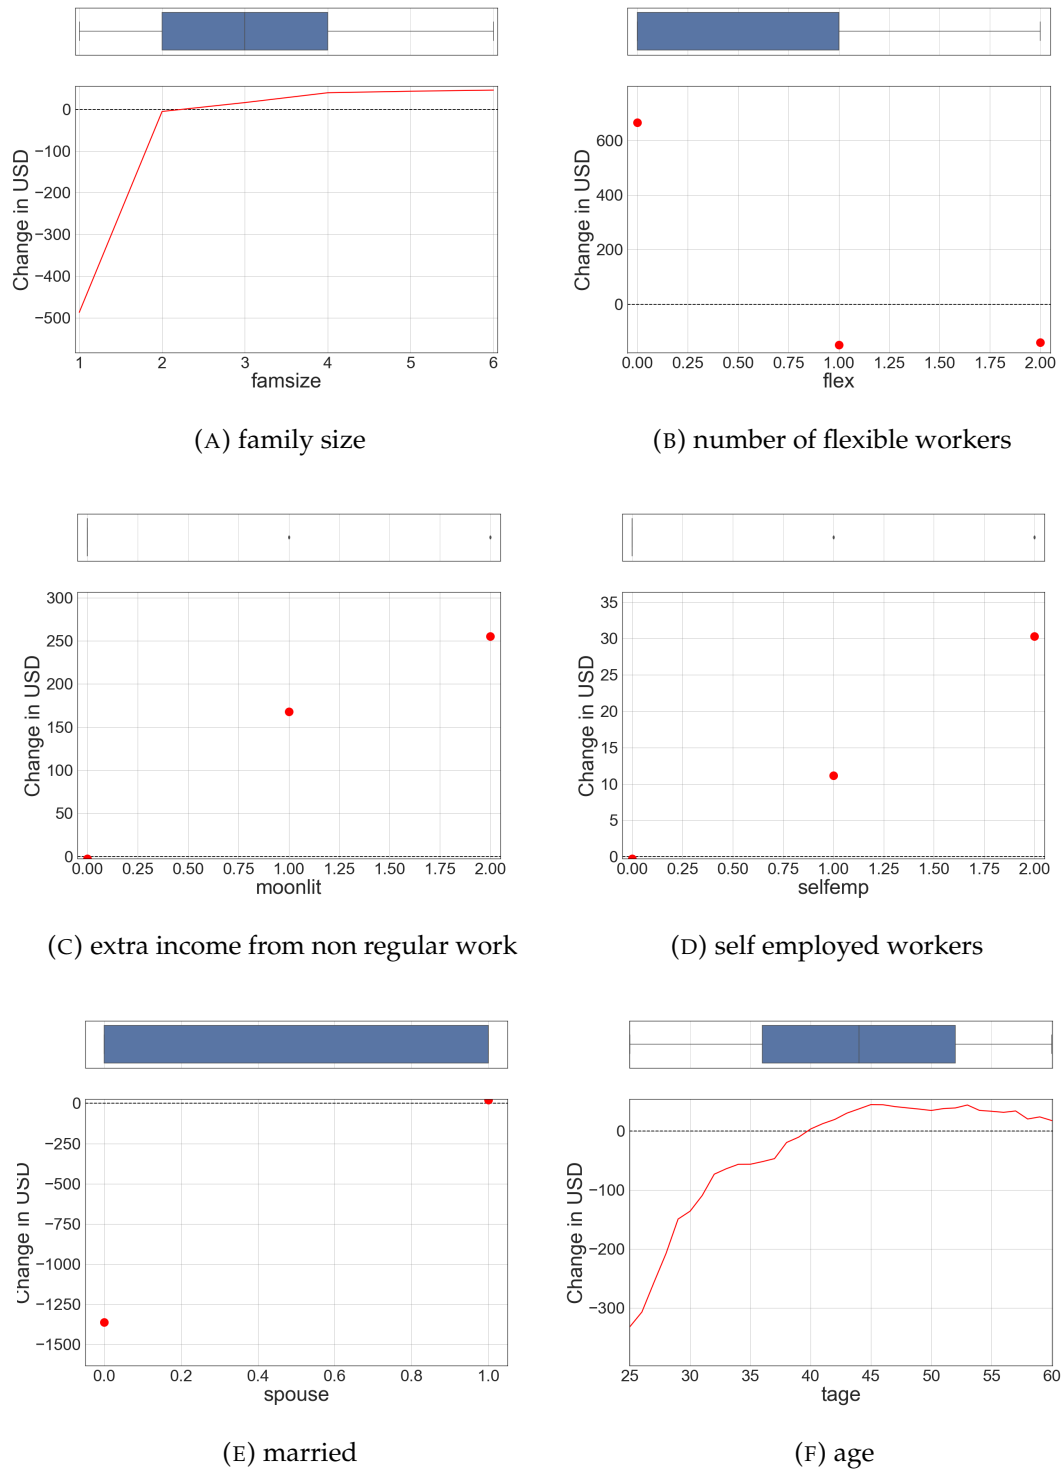 0
−100
−200
−300
−400
−500
Change in USD
1 2 3 4 5 6
famsize
(A) family size
600
400
200
0
Change in USD
0.00 0.25 0.50 0.75 1.00 1.25 1.50 1.75 2.00
flex
(B) number of flexible workers
300
250
200
150
100
50
0
Change in USD
0.00 0.25 0.50 0.75 1.00 1.25 1.50 1.75 2.00
moonlit
(C) extra income from non regular work
35
30
25
20
15
10
5
0
Change in USD
0.00 0.25 0.50 0.75 1.00 1.25 1.50 1.75 2.00
selfemp
(D) self employed workers
0
−250
−500
−750
−1000
−1250
−1500
Change in USD
0.0 0.2 0.4 0.6 0.8 1.0
spouse
(E) married
0
−100
−200
−300
Change in USD
25 30 35 40 45 50 55 60
tage
(F) age